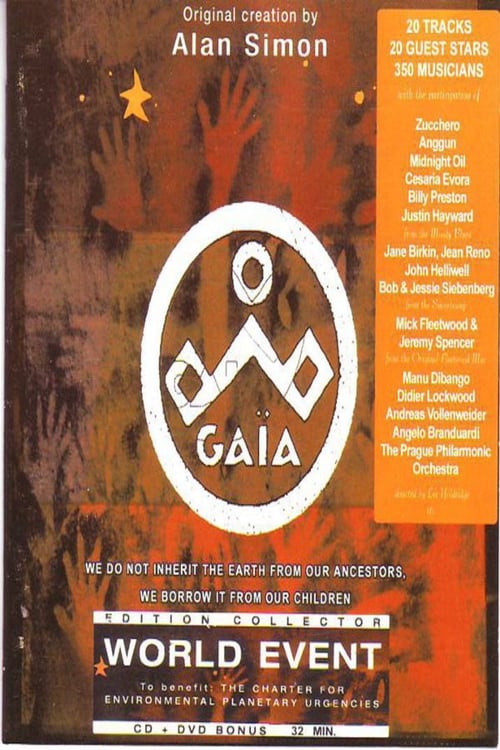 Original creation by
Alan Simon
20 TRACKS
20 GUEST STARS
350 MUSICIANS
with the participation of
Zucchero
Anggun
Midnight Oil
Cesaria Evora
Billy Preston
Justin Hayward
from the Moody Blues
Jane Birkin, Jean Reno
John Helliwell
Bob & Jessie Siebenberg
from the Supertramp
Mick Fleetwood &
Jeremy Spencer
from the Original Fleetwood Mac
Manu Dibango
Didier Lockwood
Andreas Vollenweider
Angelo Branduardi
The Prague Philarmonic
Orchestra
directed by Lee Holdridge
GAÏA
WE DO NOT INHERIT THE EARTH FROM OUR ANCESTORS,
WE BORROW IT FROM OUR CHILDREN
EDITION COLLECTOR
WORLD EVENT
To benefit: THE CHARTER FOR
ENVIRONMENTAL PLANETARY URGENCIES
CD + DVD BONUS 32 MIN.